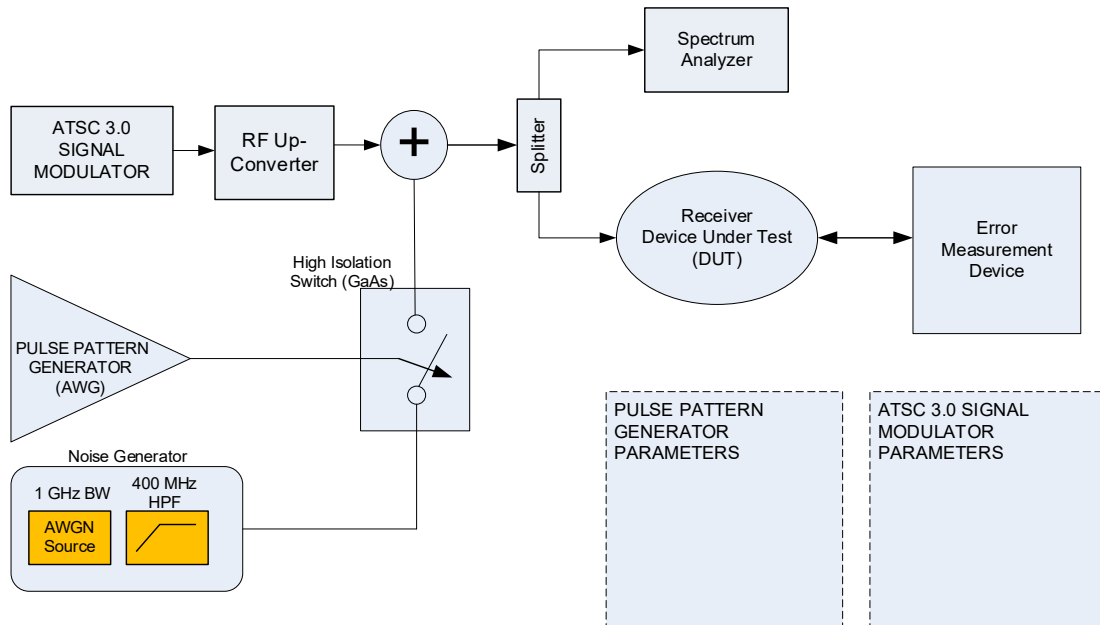 Spectrum
Analyzer
ATSC 3.0
SIGNAL
MODULATOR
RF Up-
Converter
+
Splitter
Receiver
Device Under Test
(DUT)
Error
Measurement
Device
High Isolation
Switch (GaAs)
PULSE PATTERN
GENERATOR
(AWG)
Noise Generator
1 GHz BW
400 MHz
HPF
AWGN
Source
PULSE PATTERN
GENERATOR
PARAMETERS
ATSC 3.0 SIGNAL
MODULATOR
PARAMETERS